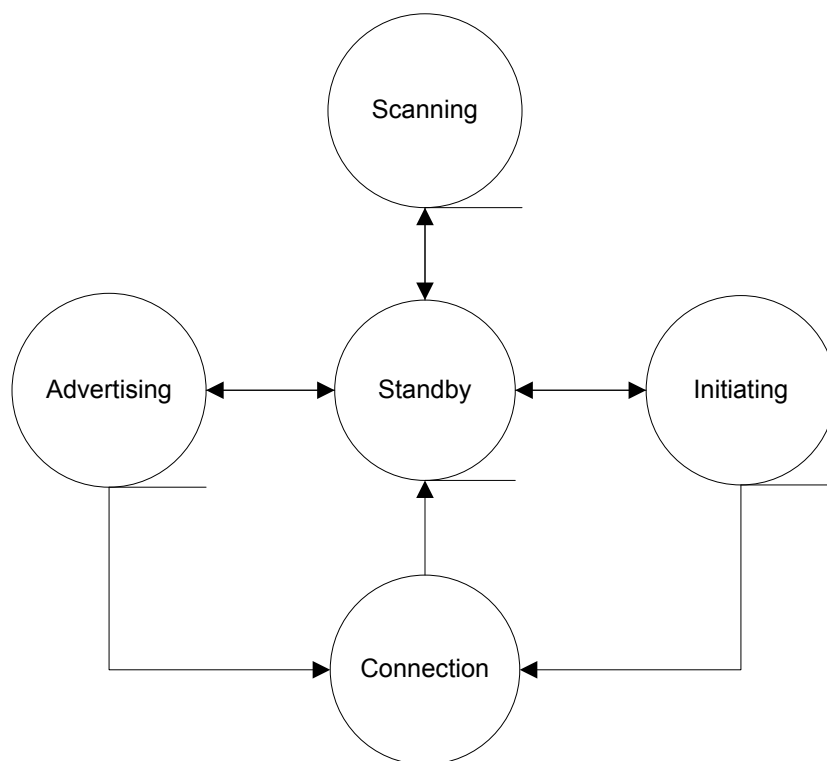 Scanning
Advertising
Standby
Initiating
Connection